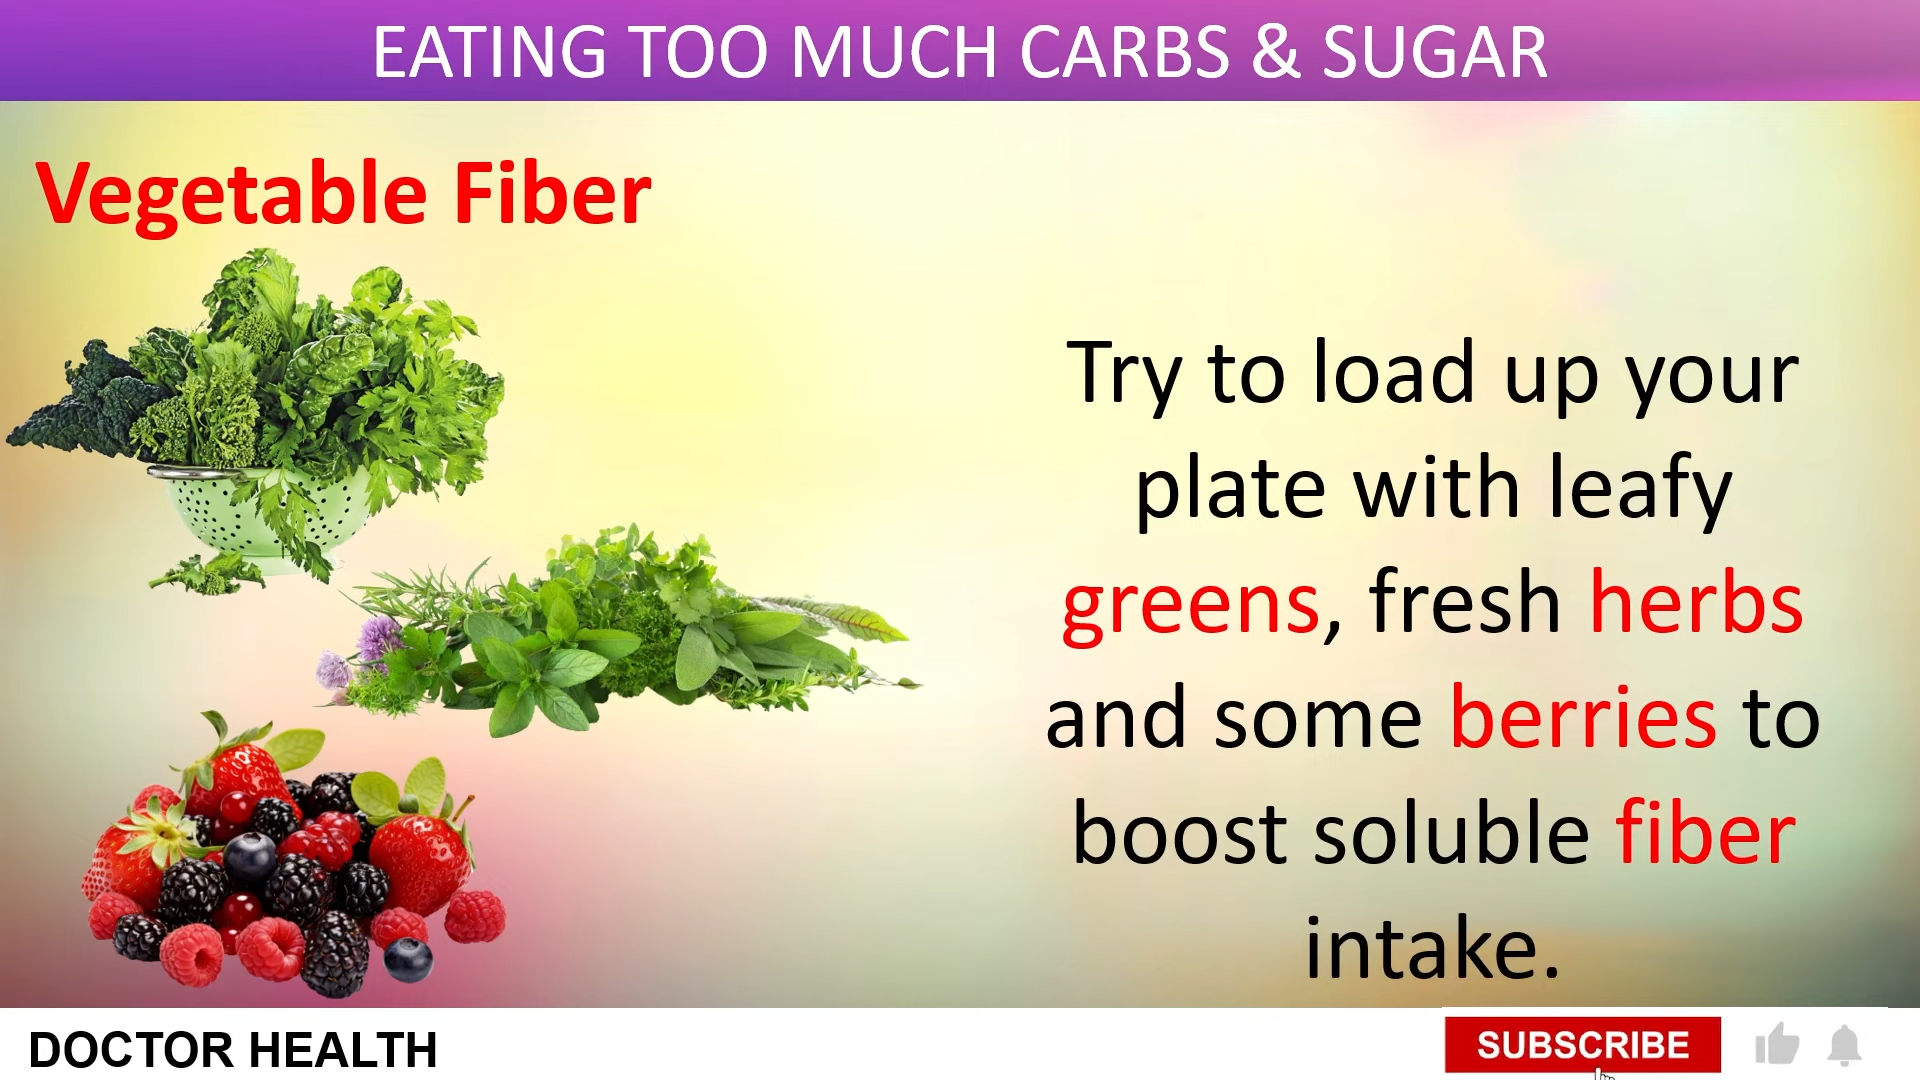 EATING TOO MUCH CARBS & SUGAR
Vegetable Fiber
Try to load up your
plate with leafy
greens, fresh herbs
and some berries to
boost soluble fiber
intake.
DOCTOR HEALTH
SUBSCRIBE